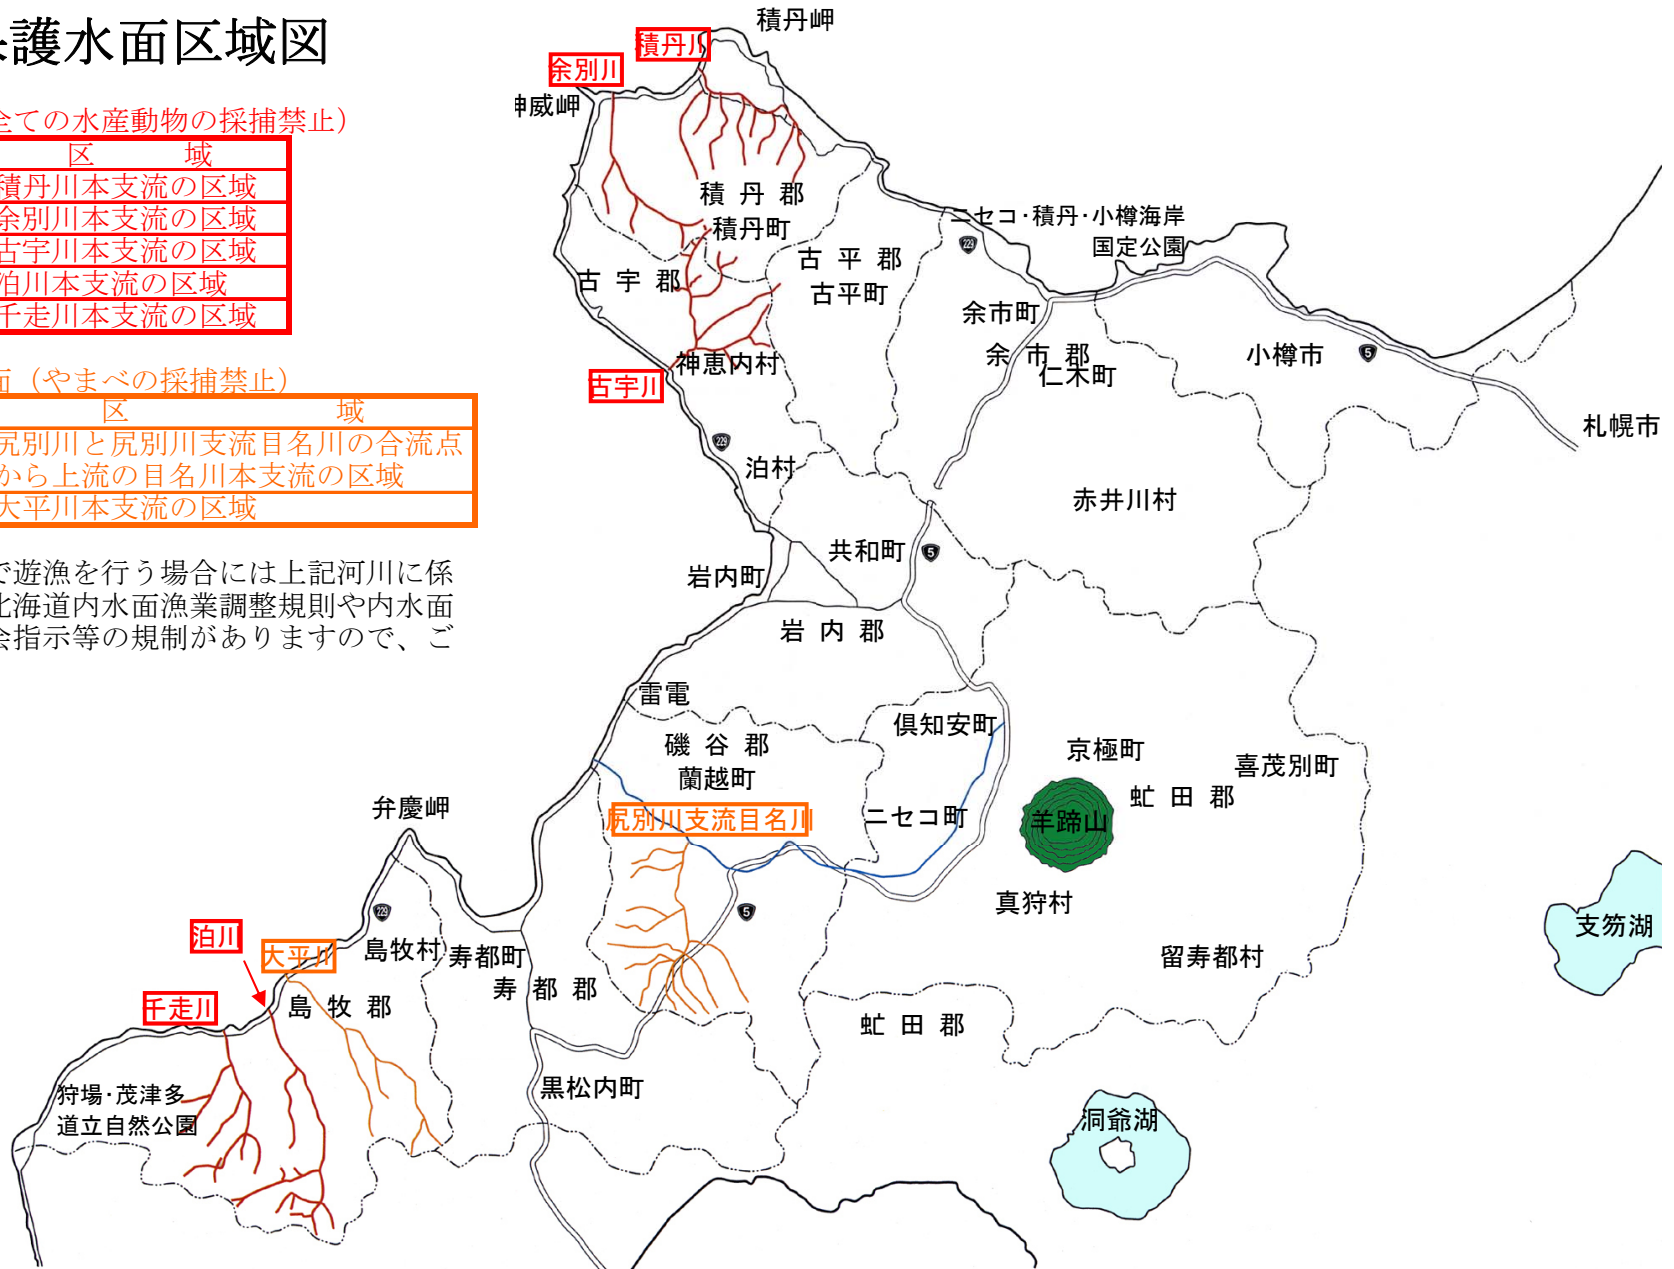 護水面区域図
全ての水産動物の採捕禁止）
区　　　域
積丹川本支流の区域
余別川本支流の区域
古宇川本支流の区域
泊川本支流の区域
千走川本支流の区域
面（やまべの採捕禁止）
区　　　域
尻別川と尻別川支流目名川の合流点
から上流の目名川本支流の区域
大平川本支流の区域
で遊漁を行う場合には上記河川に係
北海道内水面漁業調整規則や内水面
会指示等の規制がありますので、ご
積丹岬
積丹川
余別川
神威岬
積丹郡
積丹町
ニセコ・積丹・小樽海岸
国定公園
229
古平郡
古平町
古宇郡
余市町
余市郡
仁木町
小樽市
5
神恵内村
古宇川
札幌市
229
泊村
赤井川村
共和町
5
岩内町
岩内郡
雷電
倶知安町
磯谷郡
蘭越町
京極町
喜茂別町
虻田郡
弁慶岬
尻別川支流目名川
ニセコ町
羊蹄山
真狩村
229
5
支笏湖
泊川
大平川
島牧村
寿都町
留寿都村
寿都郡
千走川
島牧郡
虻田郡
黒松内町
狩場・茂津多
道立自然公園
洞爺湖